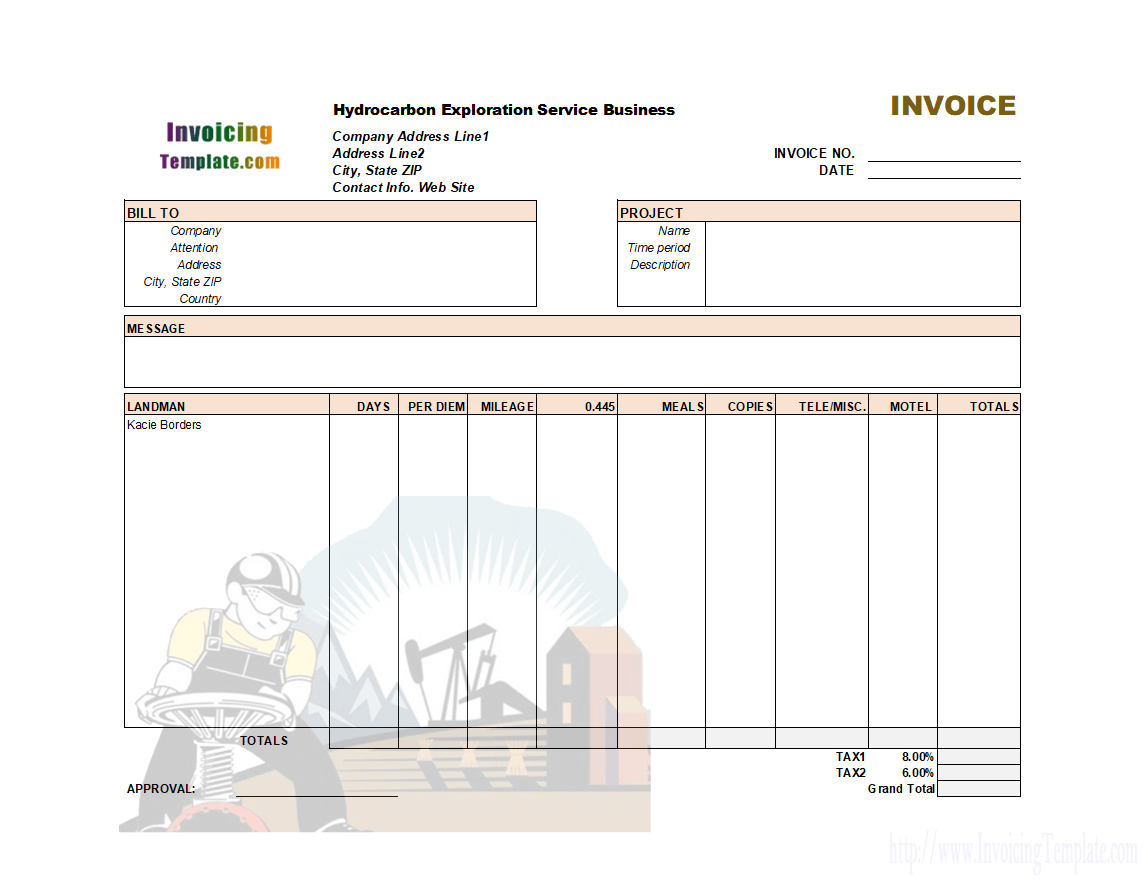 Invoicing
Template.com
Hydrocarbon Exploration Service Business
Company Address Line1
Address Line2
City, State ZIP
Contact Info. Web Site
INVOICE
INVOICE NO.
DATE
BILL TO
Company
Attention
Address
City, State ZIP
Country
PROJECT
Name
Time period
Description
MESSAGE
LANDMAN DAYS PER DIEM MILEAGE 0.445 MEALS COPIES TELE/MISC. MOTEL TOTALS
Kacie Borders
TOTALS
TAX1 8.00%
TAX2 6.00%
Grand Total
APPROVAL:
http://www.InvoicingTemplate.com